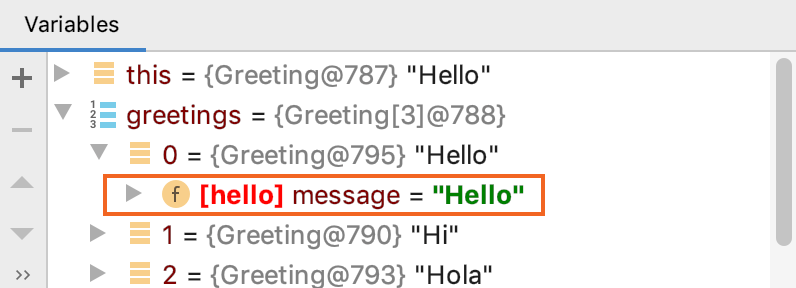 Variables
this = {Greeting@787} "Hello"
greetings = {Greeting[3]@788}
0 = {Greeting@795} "Hello"
f [hello] message = "Hello"
1 = {Greeting@790} "Hi"
2 = {Greeting@793} "Hola"